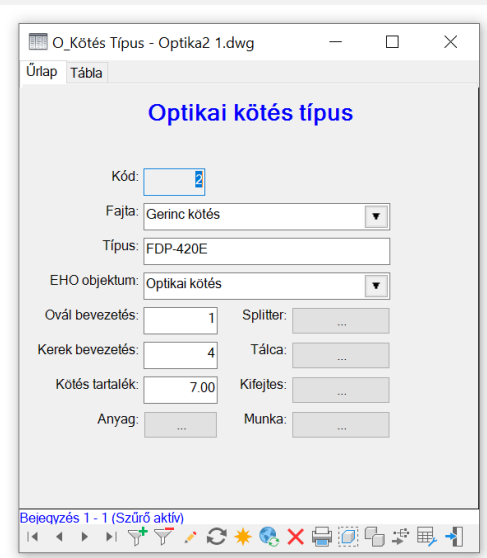 O_Kötés Típus - Optika2 1.dwg
Űrlap Tábla
Optikai kötés típus
Kód: 2
Fajta: Gerinc kötés
Típus: FDP-420E
EHO objektum: Optikai kötés
Ovál bevezetés: 1 Splitter: ...
Kerek bevezetés: 4 Tálca: ...
Kötés tartalék: 7.00 Kifejtes: ...
Anyag: ... Munka: ...
Bejegyzés 1 - 1 (Szűrő aktív)